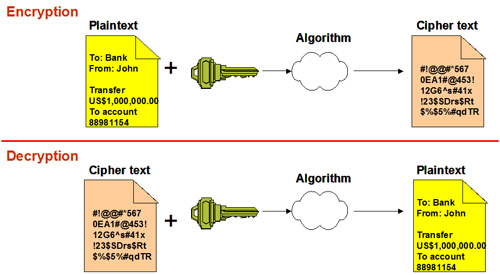 Encryption
Plaintext
Algorithm
Cipher text
To: Bank
From: John
Transfer
US$1,000,000.00
To account
88981154
+
#!@@#*567
0EA1#@453!
12G6^s#41x
!23$SDrs$Rt
$%$5%#qdTR
Decryption
Cipher text
Algorithm
Plaintext
#!@@#*567
0EA1#@453!
12G6^s#41x
!23$SDrs$Rt
$%$5%#qdTR
+
To: Bank
From: John
Transfer
US$1,000,000.00
To account
88981154